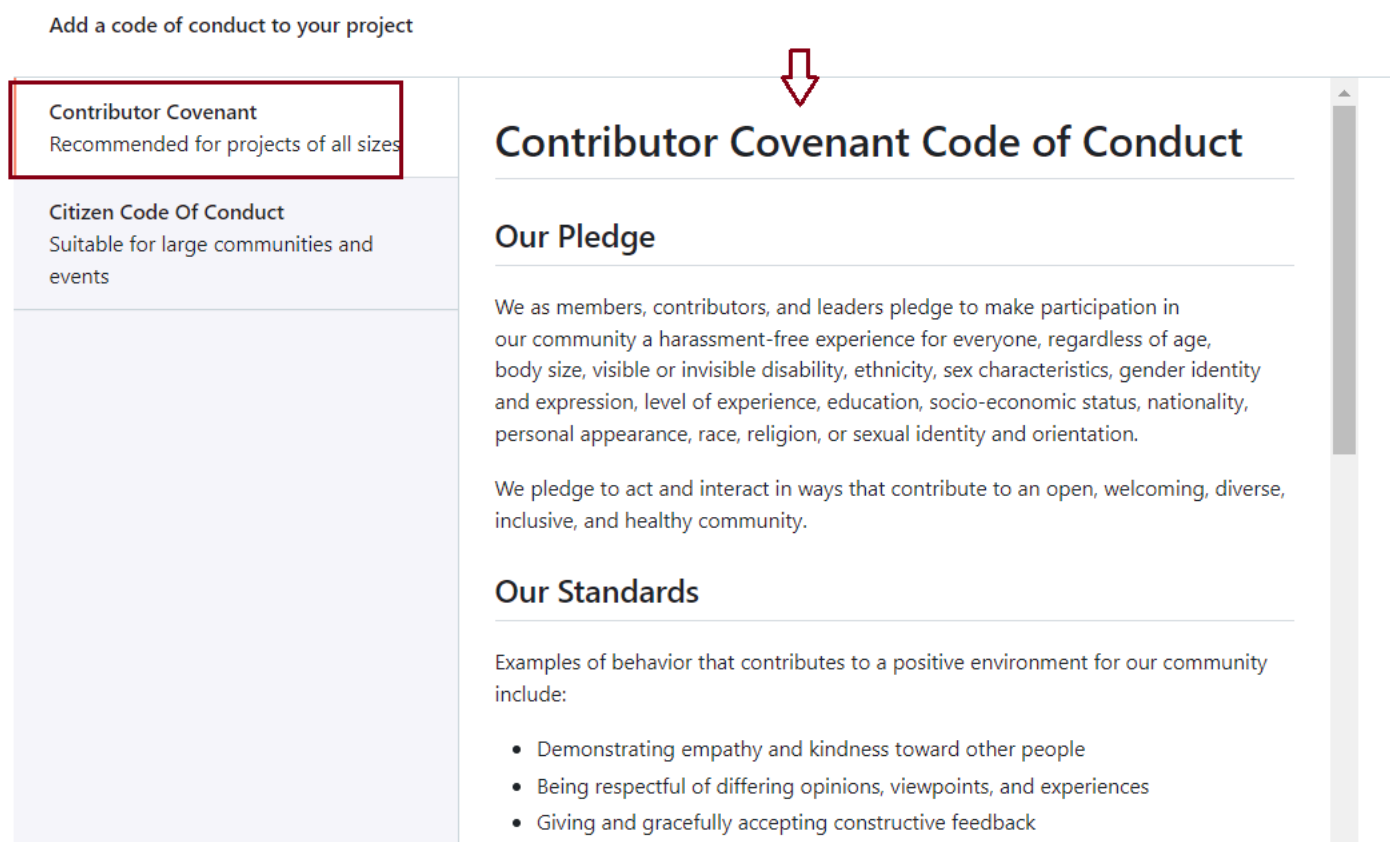 Add a code of conduct to your project
Contributor Covenant
Recommended for projects of all sizes
Citizen Code Of Conduct
Suitable for large communities and
events
Contributor Covenant Code of Conduct
Our Pledge
We as members, contributors, and leaders pledge to make participation in
our community a harassment-free experience for everyone, regardless of age,
body size, visible or invisible disability, ethnicity, sex characteristics, gender identity
and expression, level of experience, education, socio-economic status, nationality,
personal appearance, race, religion, or sexual identity and orientation.
We pledge to act and interact in ways that contribute to an open, welcoming, diverse,
inclusive, and healthy community.
Our Standards
Examples of behavior that contributes to a positive environment for our community
include:
• Demonstrating empathy and kindness toward other people
• Being respectful of differing opinions, viewpoints, and experiences
• Giving and gracefully accepting constructive feedback